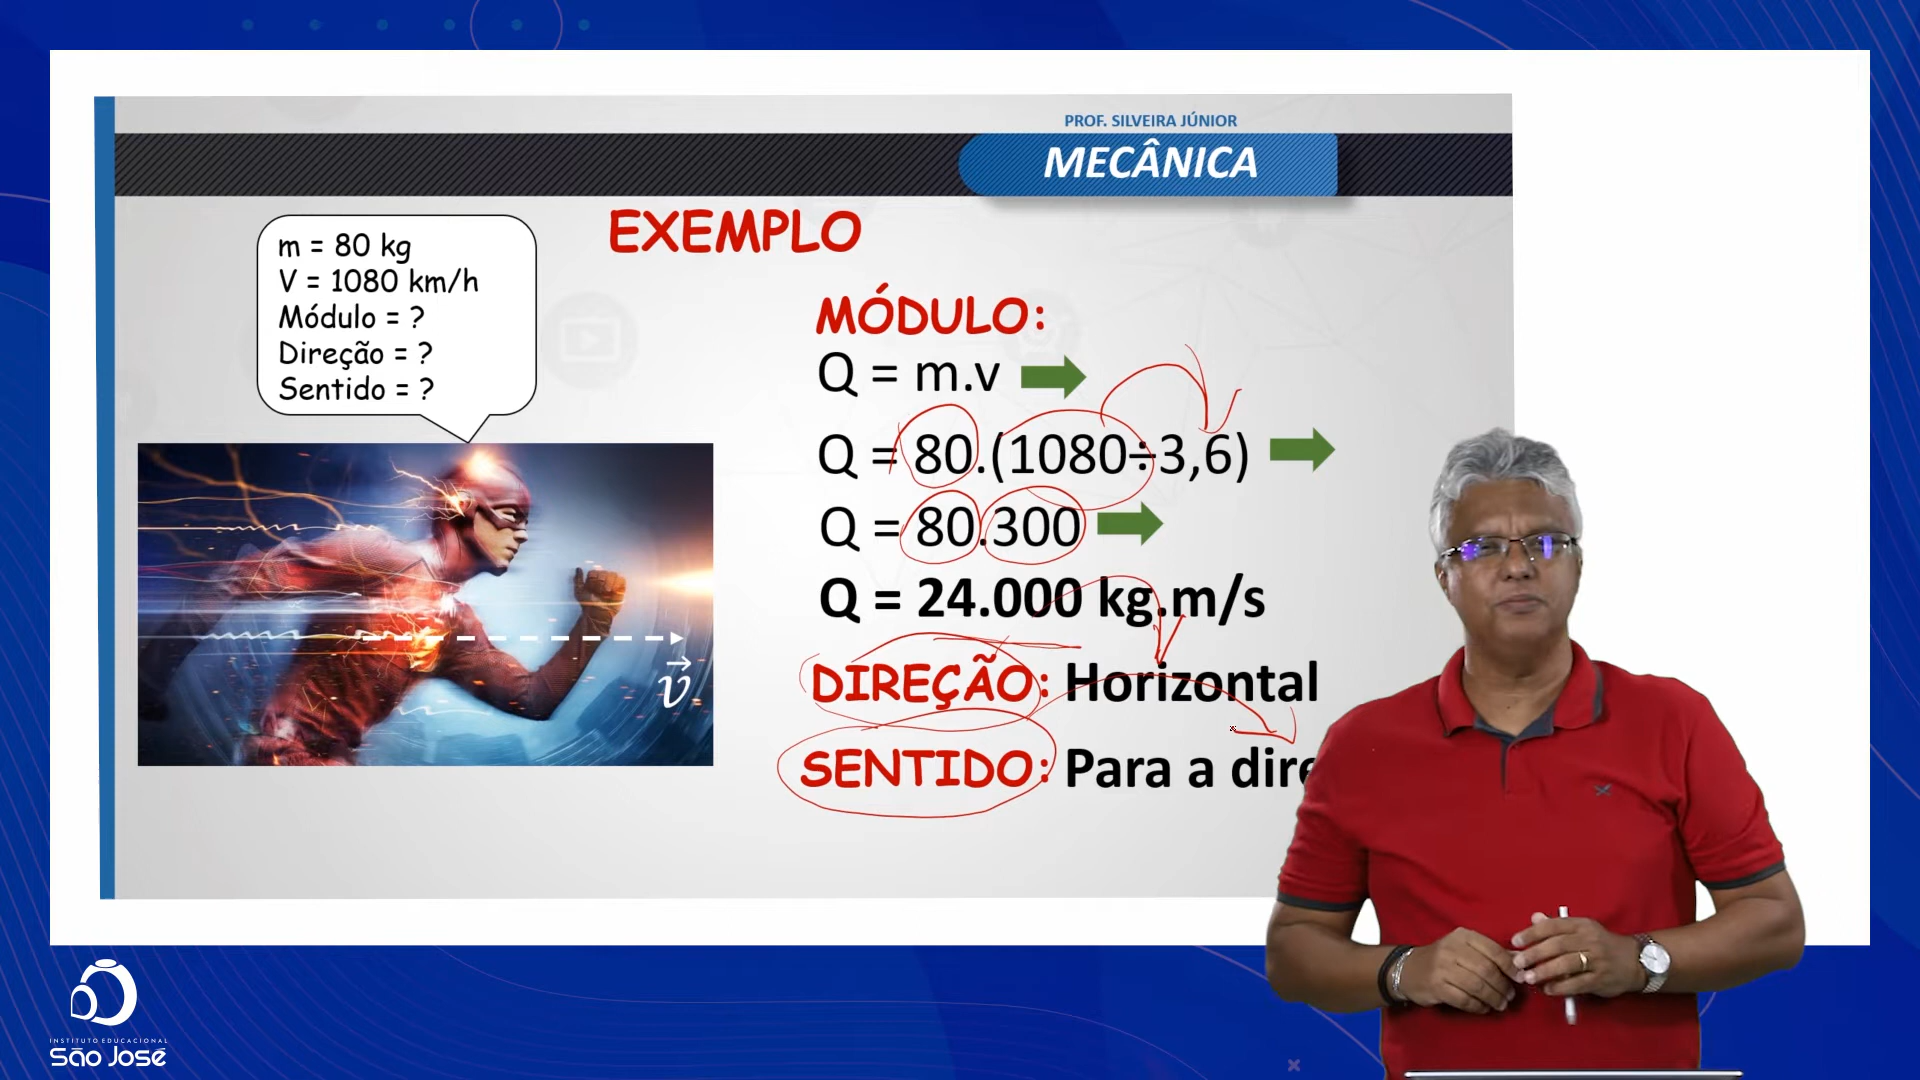 PROF. SILVEIRA JÚNIOR
MECÂNICA
EXEMPLO
m = 80 kg
V = 1080 km/h
Módulo = ?
Direção = ?
Sentido = ?
v
MÓDULO:
Q = m.v
Q = 80.(1080÷3,6)
Q = 80.300
Q = 24.000 kg.m/s
DIREÇÃO: Horizontal
SENTIDO: Para a
INSTITUTO EDUCACIONAL
São José